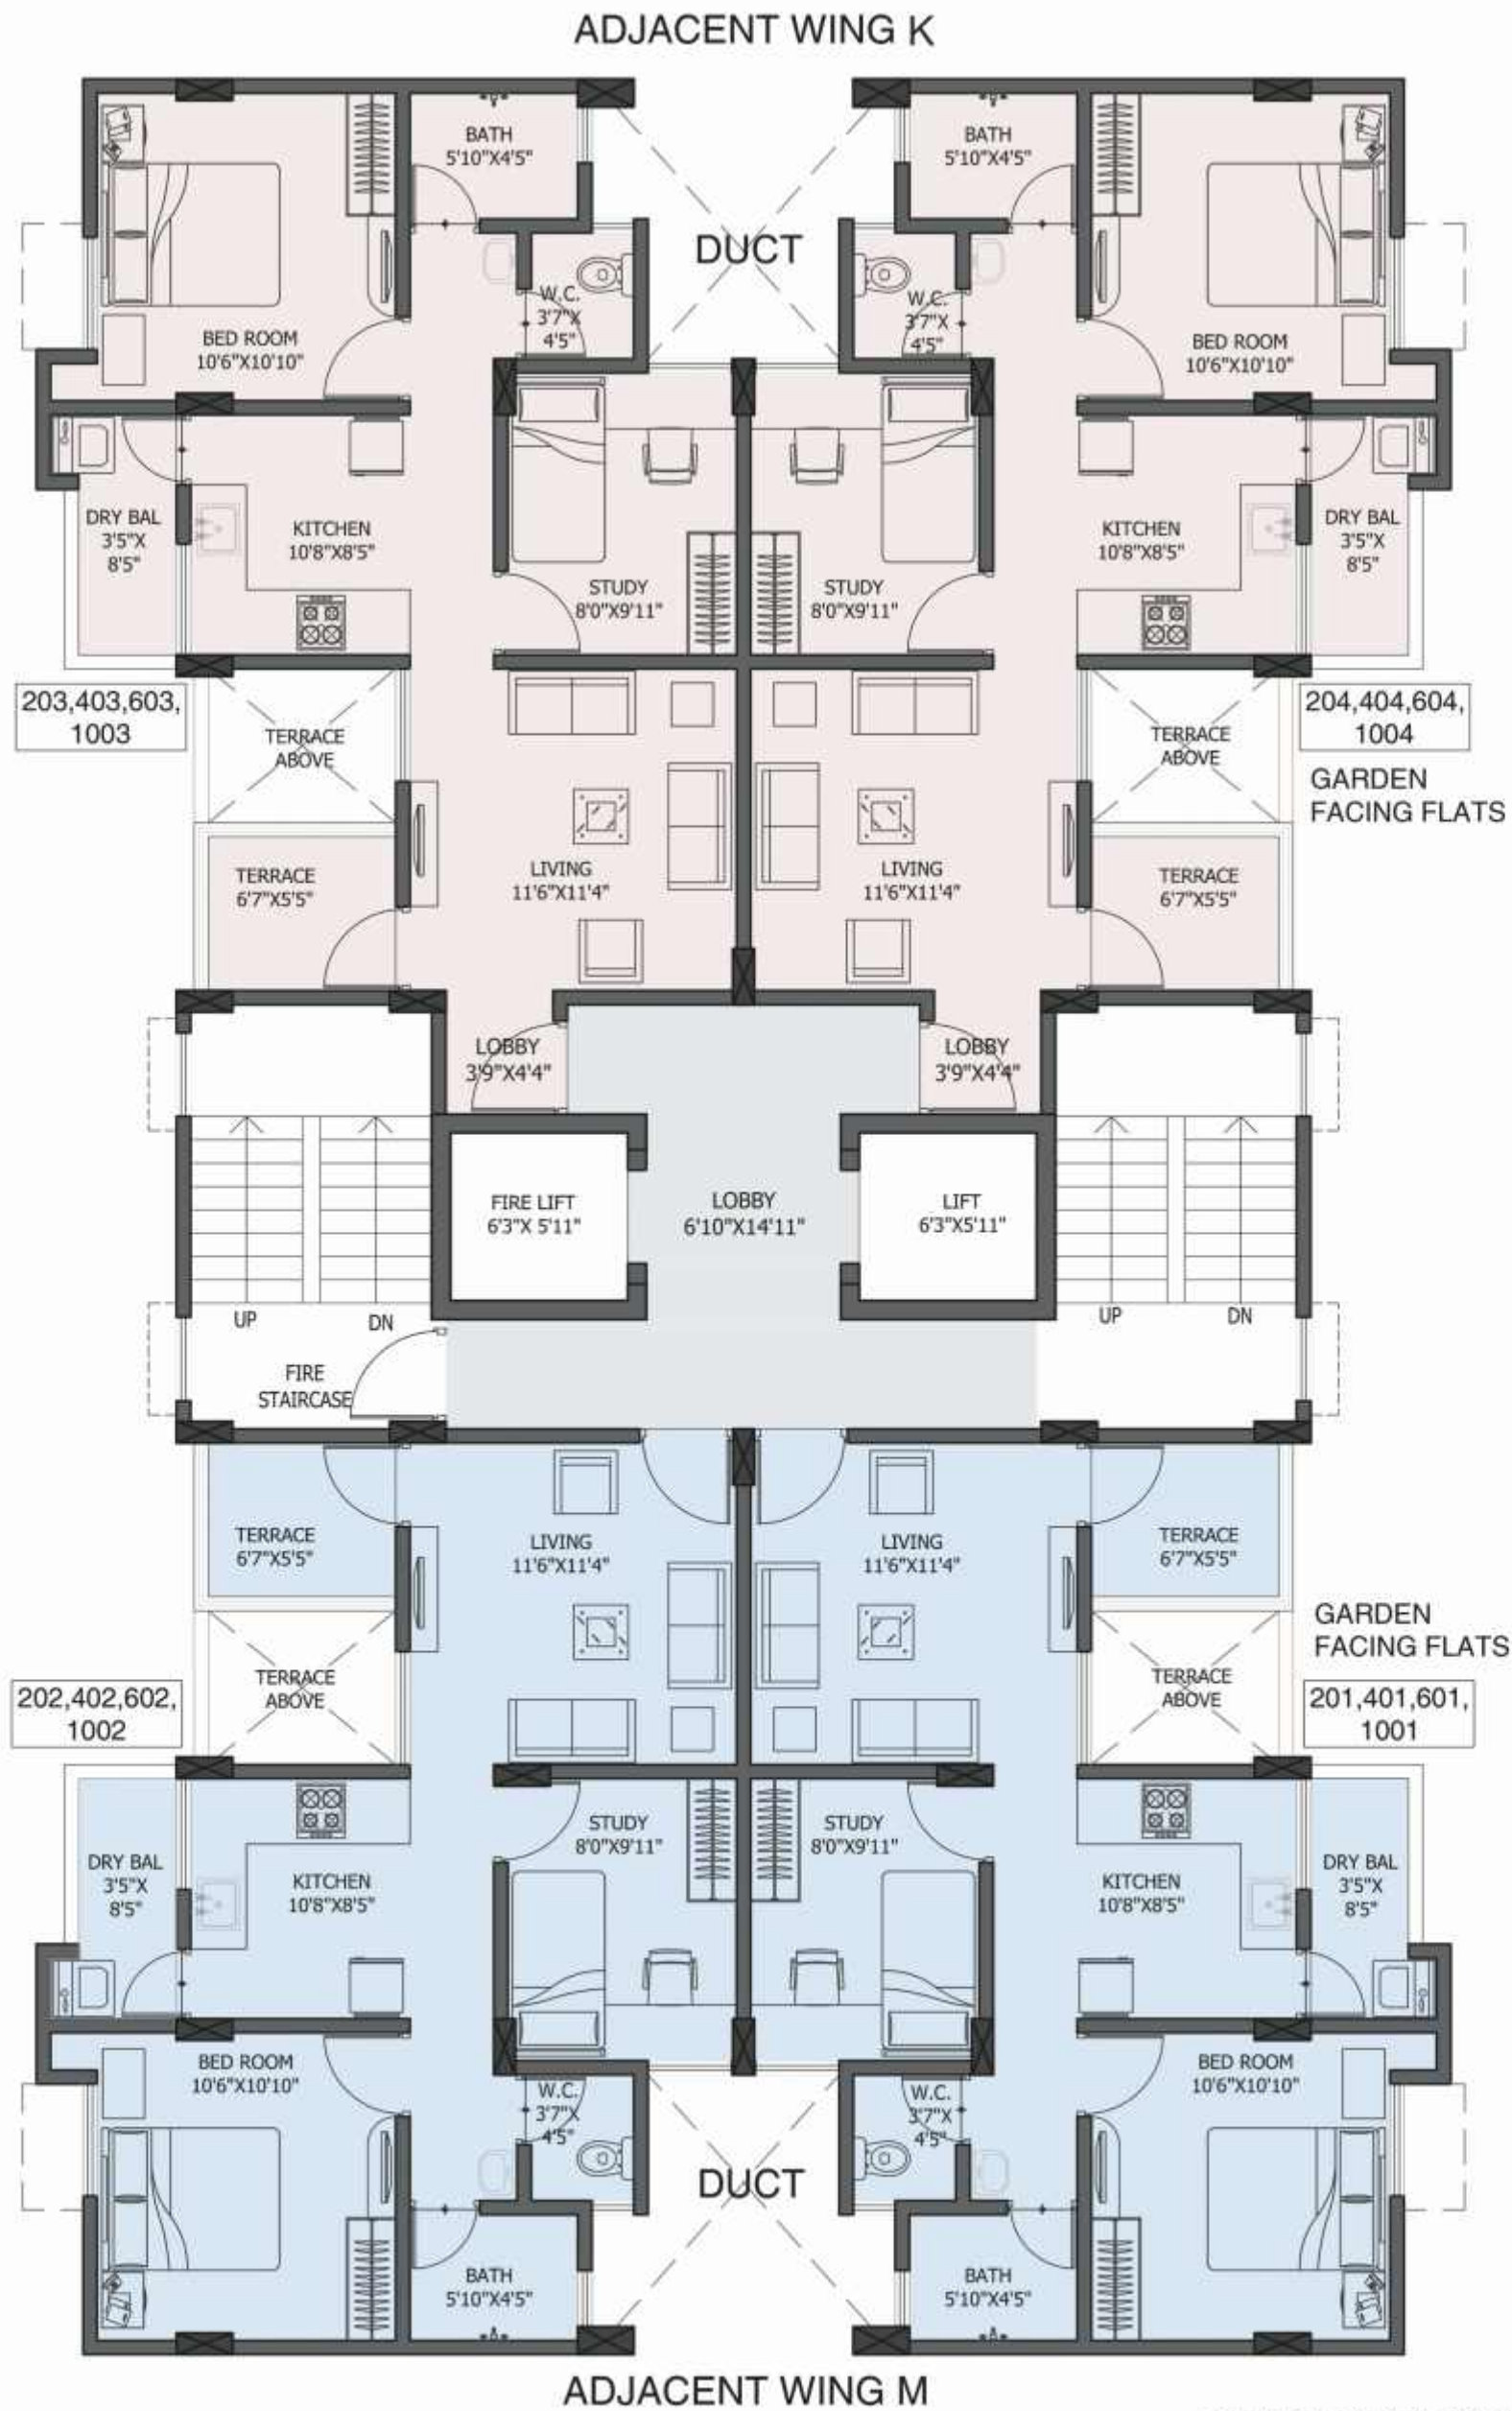 ADJACENT WING K
BATH
5'10"X4'5"
BATH
5'10"X4'5"
DUCT
W.C.
3'7"X
4'5"
W.C.
3'7"X
4'5"
BED ROOM
10'6"X10'10"
BED ROOM
10'6"X10'10"
DRY BAL
3'5"X
8'5"
KITCHEN
10'8"X8'5"
STUDY
8'0"X9'11"
STUDY
8'0"X9'11"
KITCHEN
10'8"X8'5"
DRY BAL
3'5"X
8'5"
203,403,603,
1003
TERRACE
ABOVE
TERRACE
ABOVE
204,404,604,
1004
GARDEN
FACING FLATS
TERRACE
6'7"X5'5"
LIVING
11'6"X11'4"
LIVING
11'6"X11'4"
TERRACE
6'7"X5'5"
LOBBY
3'9"X4'4"
LOBBY
3'9"X4'4"
FIRE LIFT
6'3"X 5'11"
LOBBY
6'10"X14'11"
LIFT
6'3"X5'11"
UP
DN
UP
DN
FIRE
STAIRCASE
TERRACE
6'7"X5'5"
LIVING
11'6"X11'4"
LIVING
11'6"X11'4"
TERRACE
6'7"X5'5"
GARDEN
FACING FLATS
202,402,602,
1002
TERRACE
ABOVE
TERRACE
ABOVE
201,401,601,
1001
DRY BAL
3'5"X
8'5"
KITCHEN
10'8"X8'5"
STUDY
8'0"X9'11"
STUDY
8'0"X9'11"
KITCHEN
10'8"X8'5"
DRY BAL
3'5"X
8'5"
BED ROOM
10'6"X10'10"
W.C.
3'7"X
4'5"
W.C.
3'7"X
4'5"
BED ROOM
10'6"X10'10"
DUCT
BATH
5'10"X4'5"
BATH
5'10"X4'5"
ADJACENT WING M